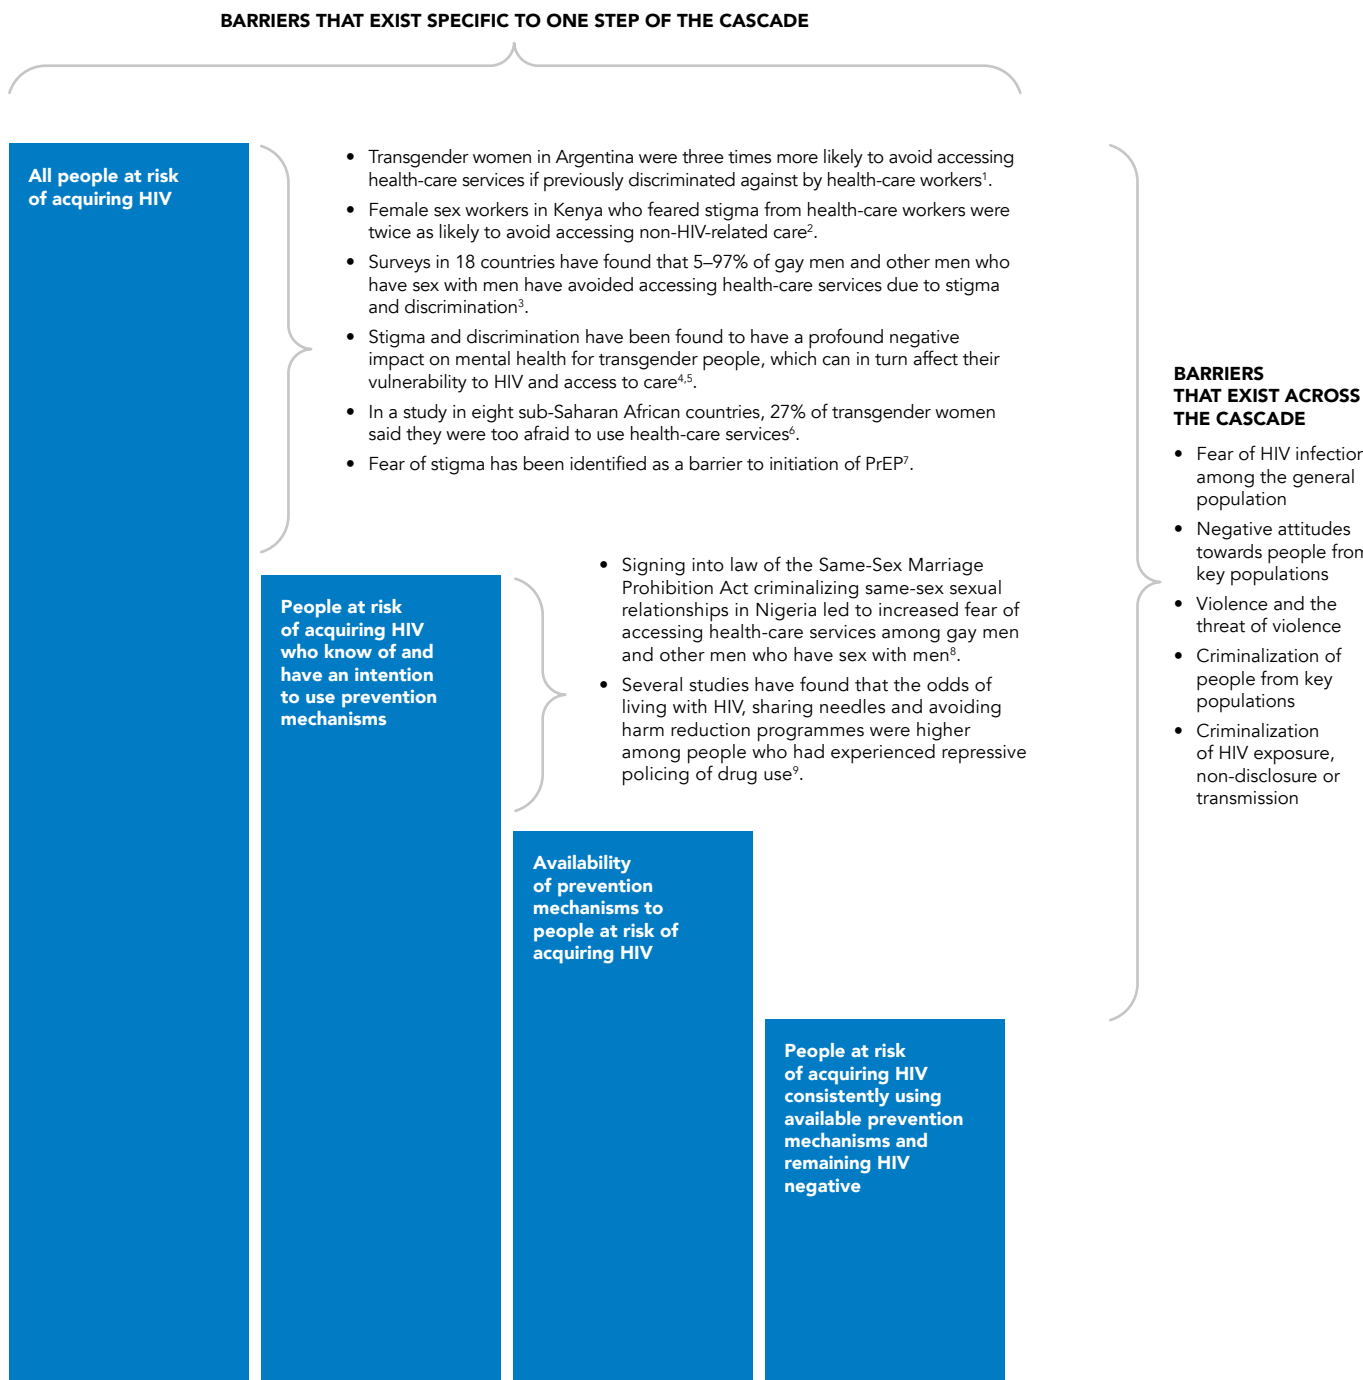 BARRIERS THAT EXIST SPECIFIC TO ONE STEP OF THE CASCADE
All people at risk
of acquiring HIV
• Transgender women in Argentina were three times more likely to avoid accessing
health-care services if previously discriminated against by health-care workers¹.
• Female sex workers in Kenya who feared stigma from health-care workers were
twice as likely to avoid accessing non-HIV-related care².
• Surveys in 18 countries have found that 5–97% of gay men and other men who
have sex with men have avoided accessing health-care services due to stigma
and discrimination³.
• Stigma and discrimination have been found to have a profound negative
impact on mental health for transgender people, which can in turn affect their
vulnerability to HIV and access to care⁴,⁵.
• In a study in eight sub-Saharan African countries, 27% of transgender women
said they were too afraid to use health-care services⁶.
• Fear of stigma has been identified as a barrier to initiation of PrEP⁷.
People at risk
of acquiring HIV
who know of and
have an intention
to use prevention
mechanisms
• Signing into law of the Same-Sex Marriage
Prohibition Act criminalizing same-sex sexual
relationships in Nigeria led to increased fear of
accessing health-care services among gay men
and other men who have sex with men⁸.
• Several studies have found that the odds of
living with HIV, sharing needles and avoiding
harm reduction programmes were higher
among people who had experienced repressive
policing of drug use⁹.
Availability
of prevention
mechanisms to
people at risk of
acquiring HIV
People at risk
of acquiring HIV
consistently using
available prevention
mechanisms and
remaining HIV
negative
BARRIERS
THAT EXIST ACROSS
THE CASCADE
• Fear of HIV infection
among the general
population
• Negative attitudes
towards people from
key populations
• Violence and the
threat of violence
• Criminalization of
people from key
populations
• Criminalization
of HIV exposure,
non-disclosure or
transmission